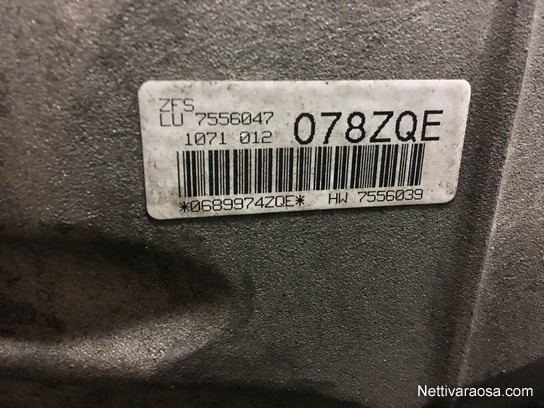 ZFS
LU 7556047
1071 012 078ZQE
*0689974ZQE* HW 7556039
Nettivaraosa.com